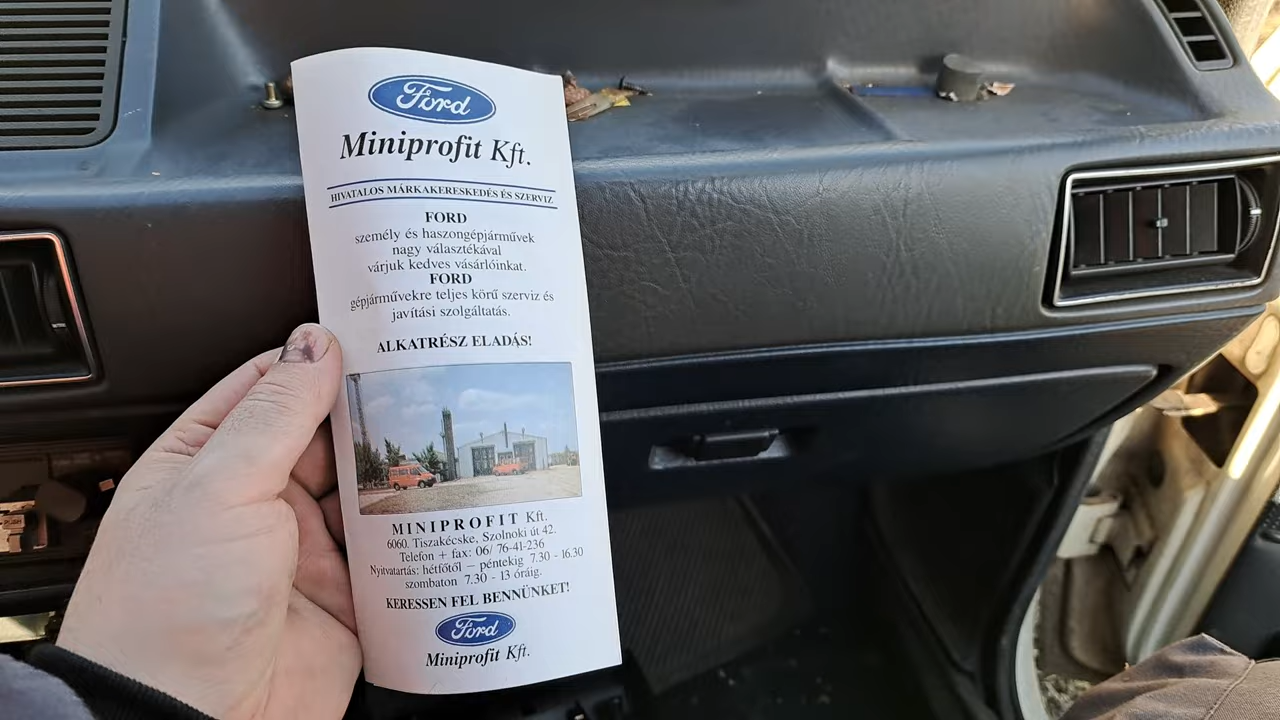 Ford
Miniprofit Kft.
HIVATALOS MÁRKAKERESKEDÉS ÉS SZERVIZ
FORD
személy és haszongépjárművek
nagy választékával
várjuk kedves vásárlóinkat.
FORD
gépjárművekre teljes körű szerviz és
javítási szolgáltatás.
ALKATRÉSZ ELADÁS!
MINIPROFIT Kft.
6060. Tiszakécske, Szolnoki út 42.
Telefon + fax: 06/ 76-41-236
Nyitvatartás: hétfőtől – péntekig 7.30 - 16.30
szombaton 7.30 - 13 óráig.
KERESSEN FEL BENNÜNKET!
Ford
Miniprofit Kft.